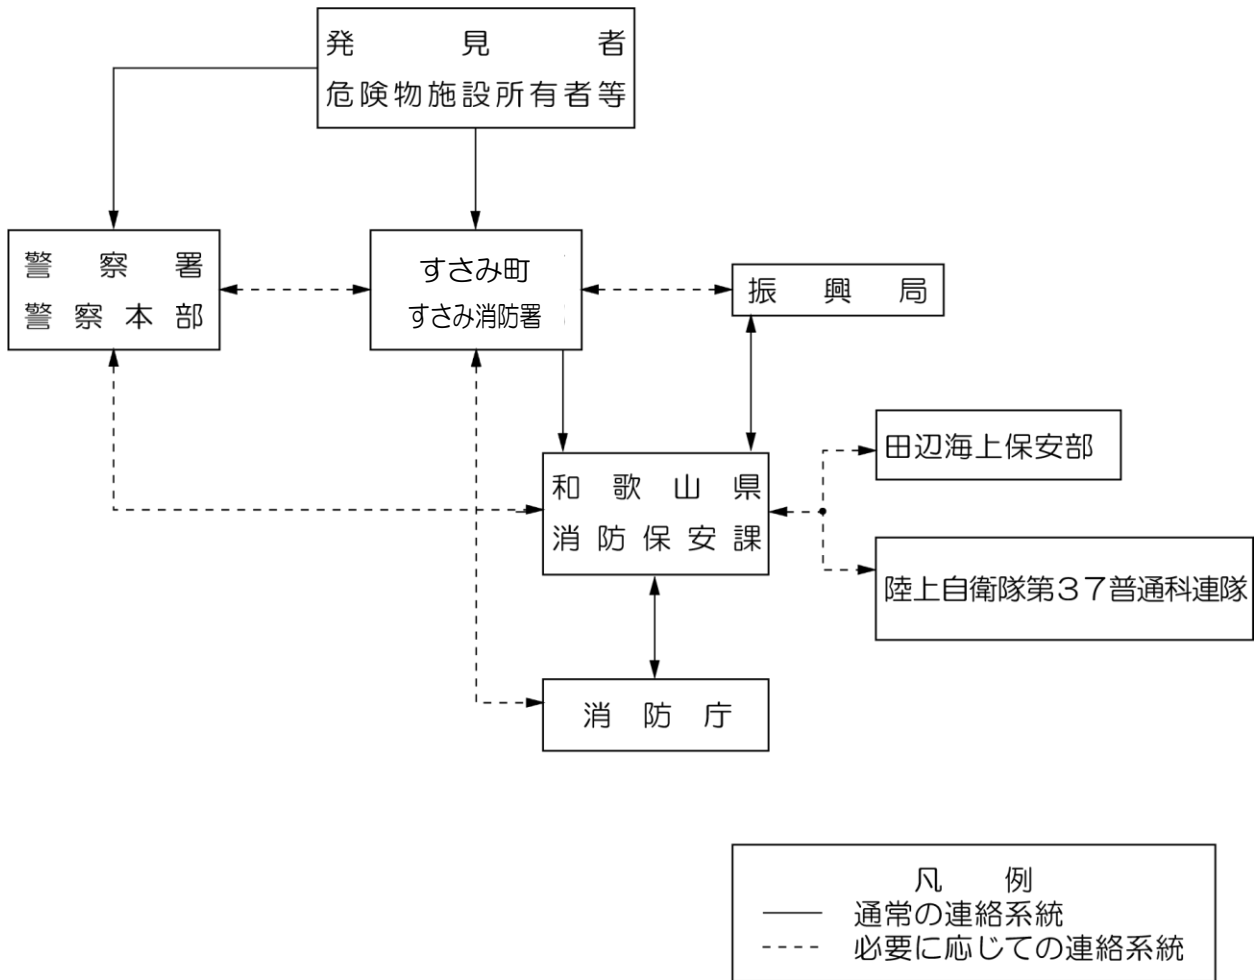 発見者
危険物施設所有者等
警察署
警察本部
すさみ町
すさみ消防署
振興局
田辺海上保安部
和歌山県
消防保安課
陸上自衛隊第37普通科連隊
消防庁
凡例
通常の連絡系統
必要に応じての連絡系統